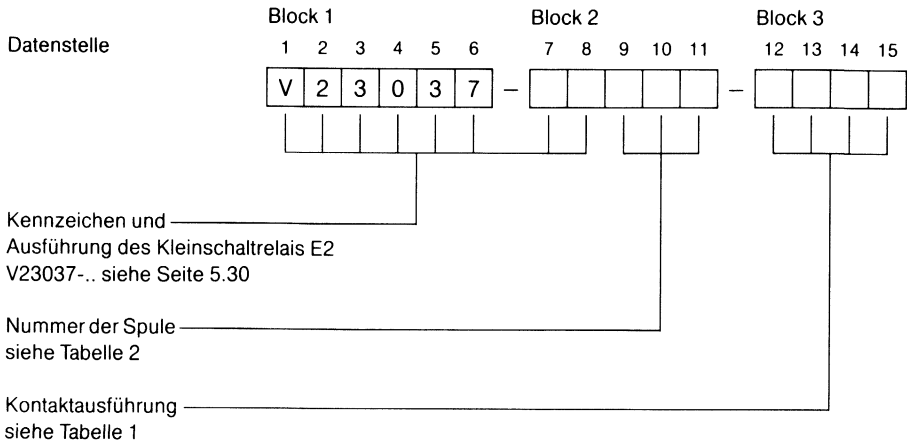 Block 1 Block 2 Block 3
Datenstelle 1 2 3 4 5 6 7 8 9 10 11 12 13 14 15
V 2 3 0 3 7 – –
Kennzeichen und
Ausführung des Kleinschaltrelais E2
V23037-.. siehe Seite 5.30
Nummer der Spule
siehe Tabelle 2
Kontaktausführung
siehe Tabelle 1